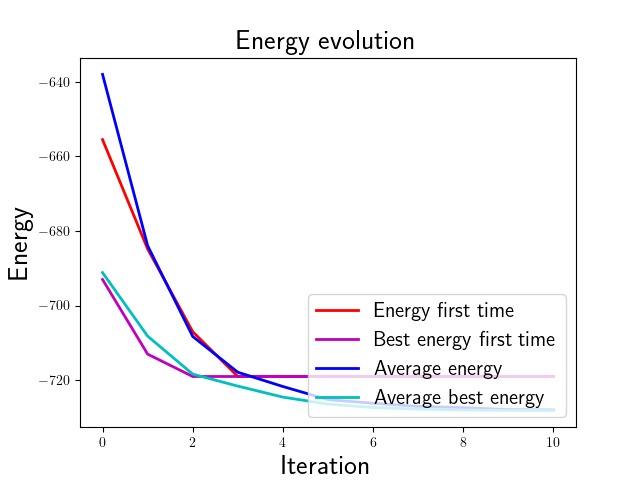 Energy evolution
Energy
−640
−660
−680
−700
−720
Energy first time
Best energy first time
Average energy
Average best energy
0
2
4
6
8
10
Iteration